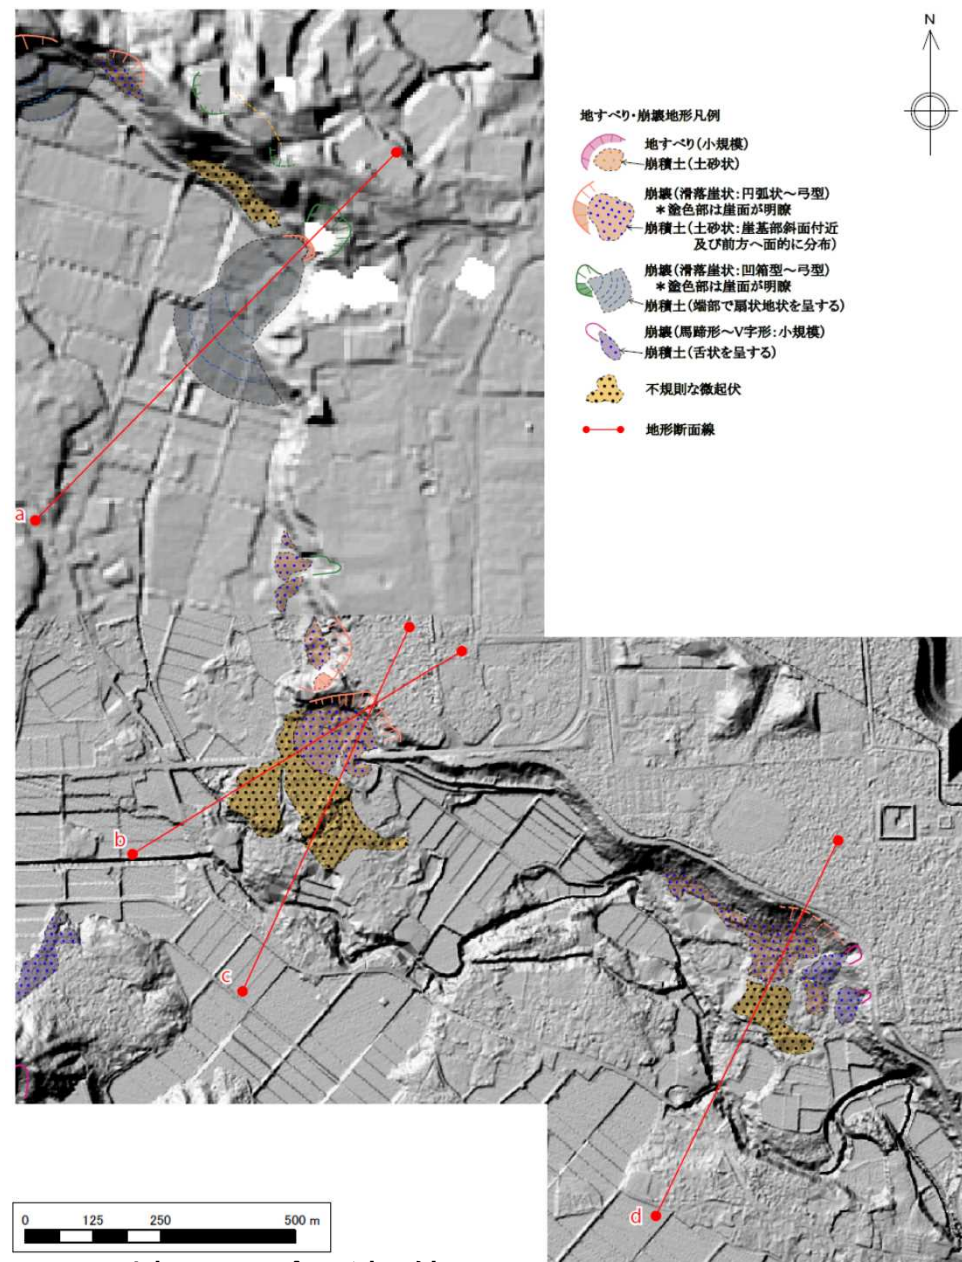 N
地すべり・崩壊地形凡例
地すべり(小規模)
崩積土(土砂状)
崩壊(滑落崖状:円弧状～弓型)
＊塗色部は崖面が明瞭
崩積土(土砂状:崖基部斜面付近
及び前方へ面的に分布)
崩壊(滑落崖状:凹箱型～弓型)
＊塗色部は崖面が明瞭
崩積土(端部で扇状地状を呈する)
崩壊(馬蹄形～V字形:小規模)
崩積土(舌状を呈する)
不規則な微起伏
地形断面線
a
b
c
d
0 125 250 500 m